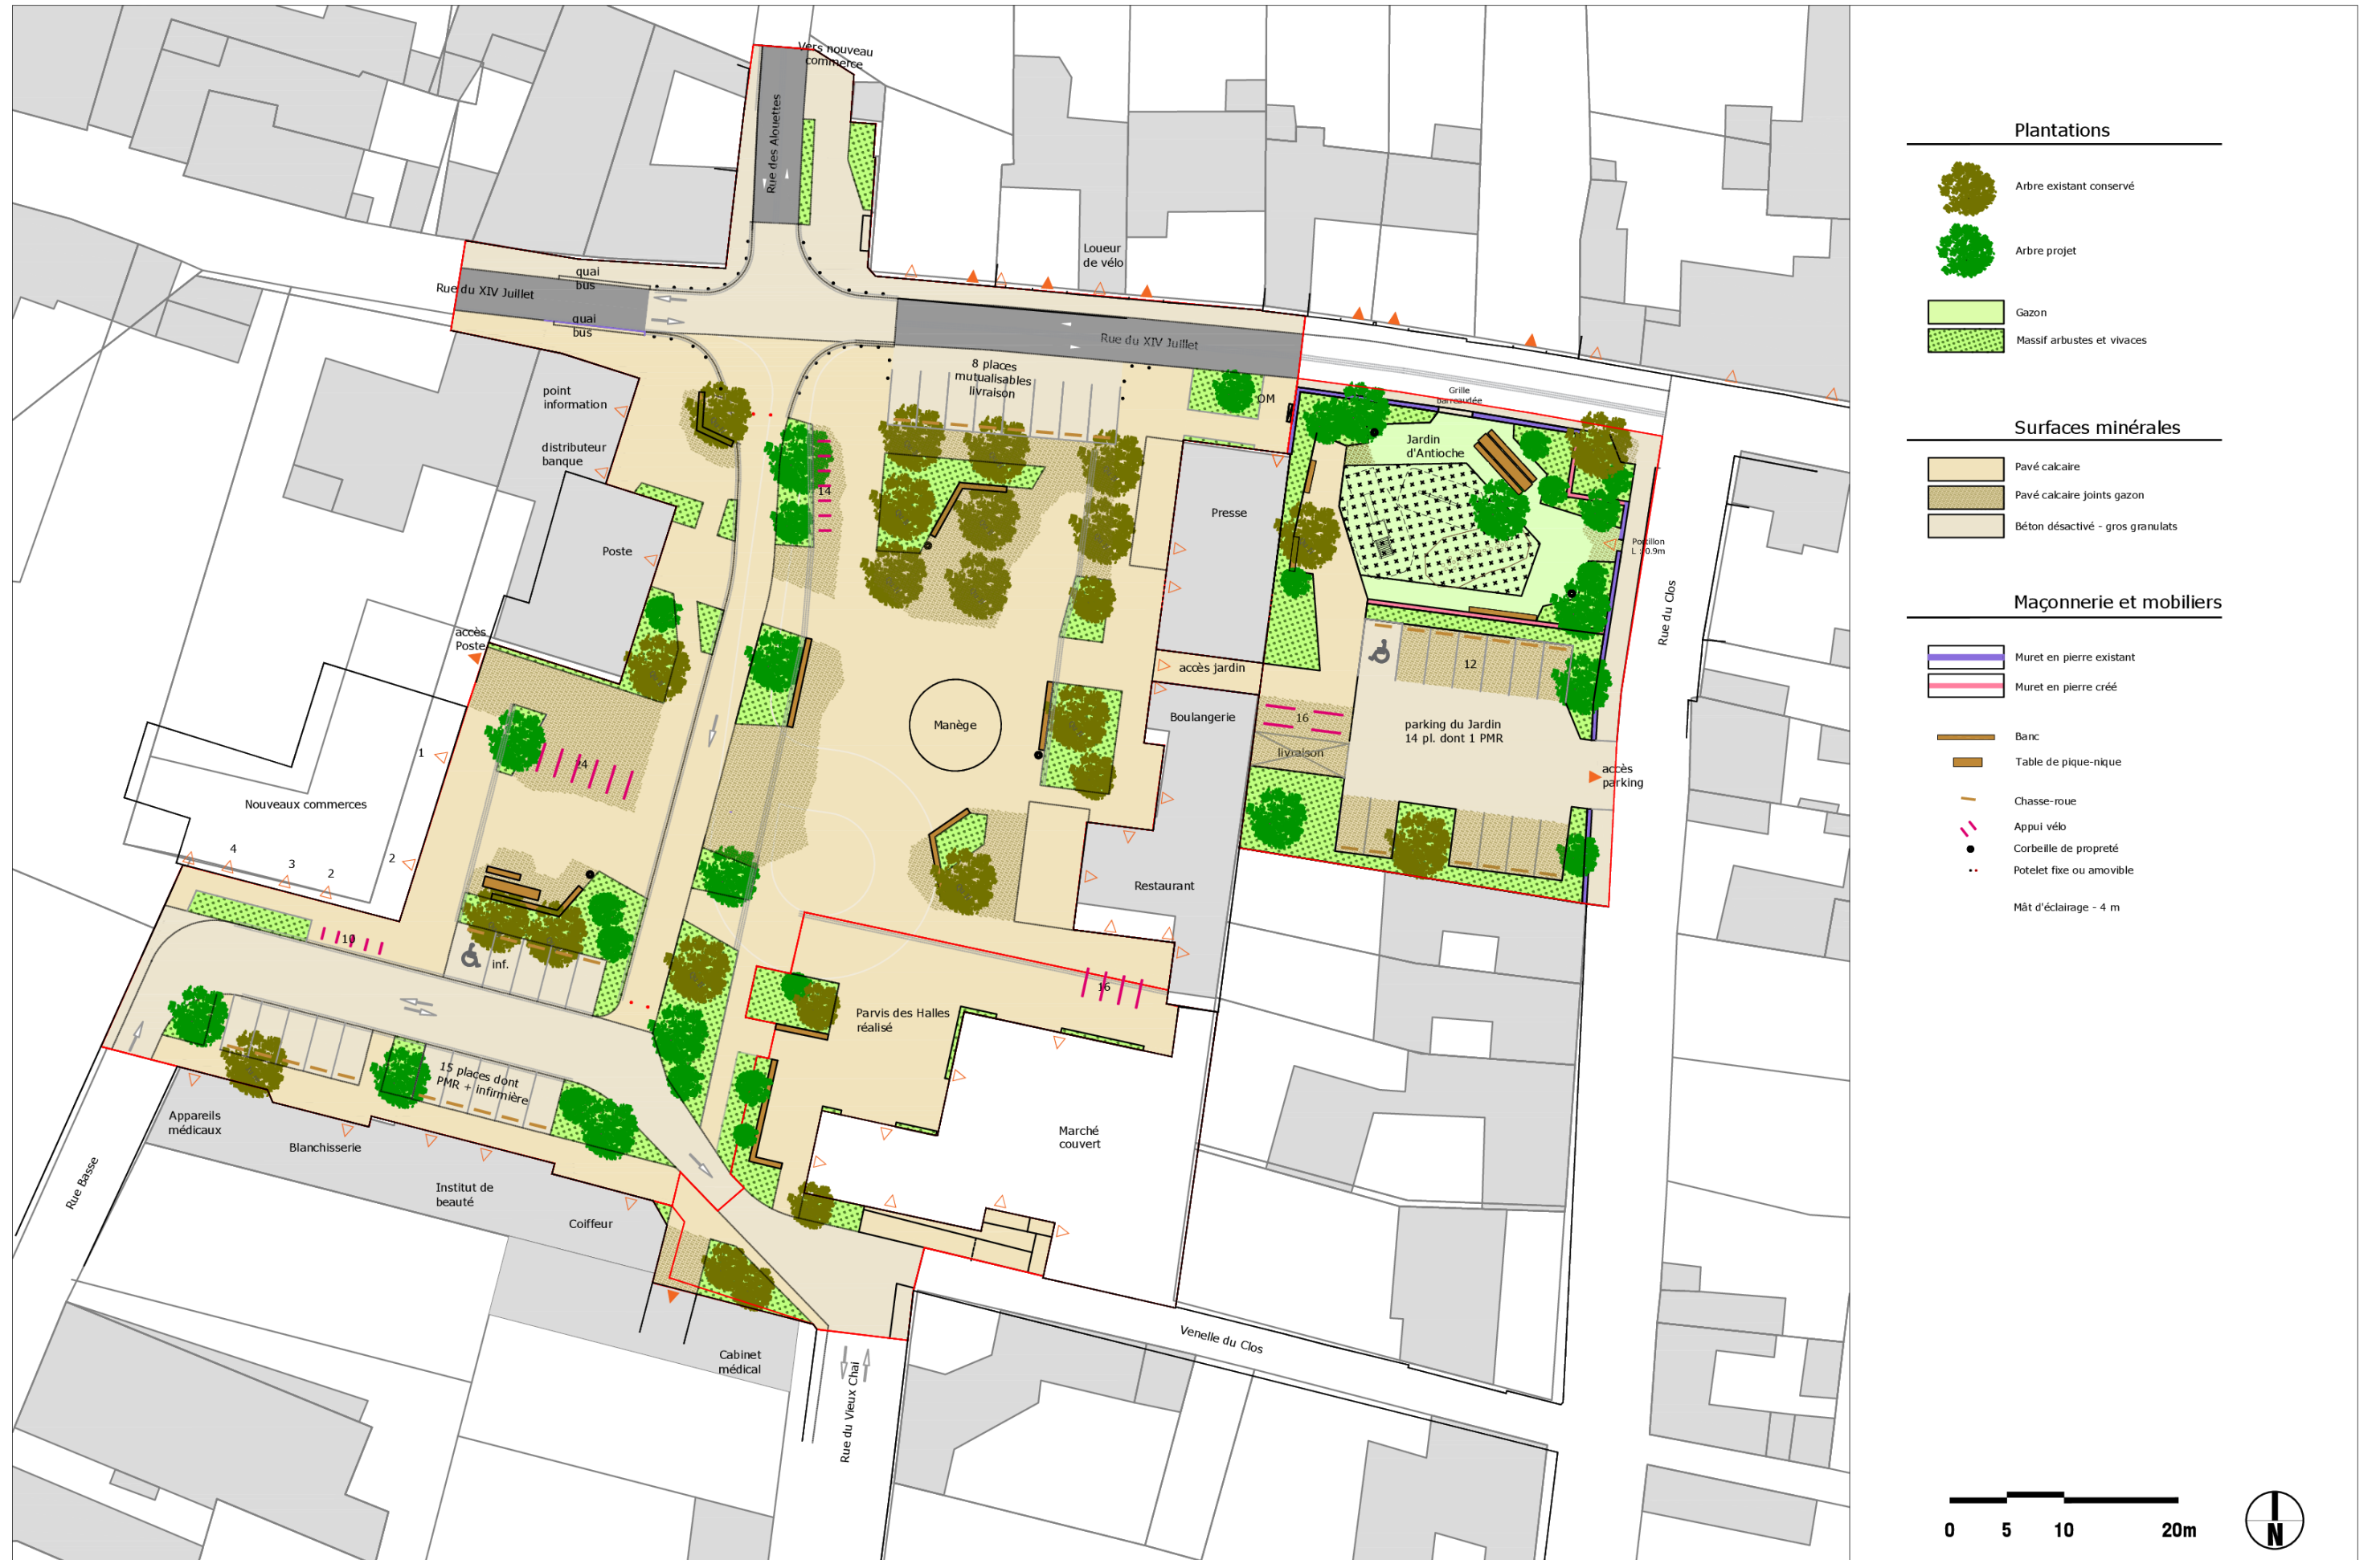 Vers nouveau
commerce
Rue des Alouettes
Loueur
de vélo
quai
bus
Rue du XIV Juillet
quai
bus
Rue du XIV Juillet
8 places
mutualisables
livraison
OM
point
information
distributeur
banque
Grille
barreaudée
Jardin
d'Antioche
14
Presse
Poste
Portillon
L : 0.9m
Rue du Clos
accès
Poste
accès jardin
12
Manège
Boulangerie
16
livraison
parking du Jardin
14 pl. dont 1 PMR
accès
parking
1
24
Nouveaux commerces
4
3
2
2
Restaurant
10
inf.
16
Parvis des Halles
réalisé
15 places dont
PMR + infirmière
Appareils
médicaux
Blanchisserie
Marché
couvert
Rue Basse
Institut de
beauté
Coiffeur
Cabinet
médical
Venelle du Clos
Rue du Vieux Chai
Plantations
Arbre existant conservé
Arbre projet
Gazon
Massif arbustes et vivaces
Surfaces minérales
Pavé calcaire
Pavé calcaire joints gazon
Béton désactivé - gros granulats
Maçonnerie et mobiliers
Muret en pierre existant
Muret en pierre créé
Banc
Table de pique-nique
Chasse-roue
Appui vélo
Corbeille de propreté
Potelet fixe ou amovible
Mât d'éclairage - 4 m
0 5 10 20m
N